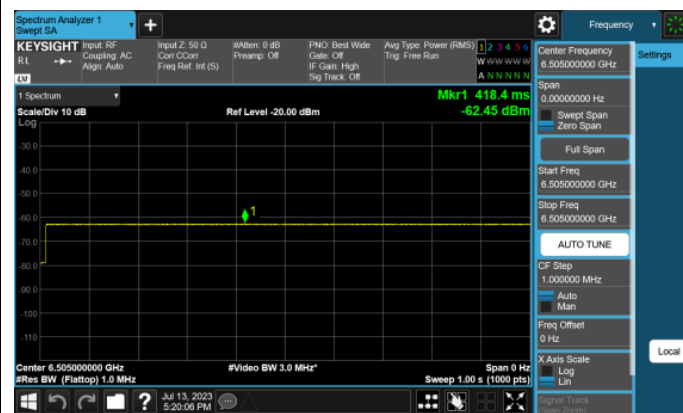 Spectrum Analyzer 1
Swept SA
Frequency
KEYSIGHT
R L
LXI
Input: RF
Coupling: AC
Align: Auto
Input Z: 50 Ω
Corr CCorr
Freq Ref: Int (S)
#Atten: 0 dB
Preamp: Off
PNO: Best Wide
Gate: Off
IF Gain: High
Sig Track: Off
Avg Type: Power (RMS)
Trig: Free Run
1 2 3 4 5 6
W W W W W W
A N N N N N
1 Spectrum
Scale/Div 10 dB
Log
Ref Level -20.00 dBm
Mkr1 418.4 ms
-62.45 dBm
-30.0
-40.0
-50.0
-60.0
-70.0
-80.0
-90.0
-100
-110
1
Center 6.505000000 GHz
#Res BW (Flattop) 1.0 MHz
#Video BW 3.0 MHz*
Span 0 Hz
Sweep 1.00 s (1000 pts)
Jul 13, 2023
5:20:06 PM
?
Center Frequency
6.505000000 GHz
Span
0.00000000 Hz
Swept Span
Zero Span
Full Span
Start Freq
6.505000000 GHz
Stop Freq
6.505000000 GHz
AUTO TUNE
CF Step
1.000000 MHz
Auto
Man
Freq Offset
0 Hz
X Axis Scale
Log
Lin
Signal Track
(Span Zoom)
Settings
Local